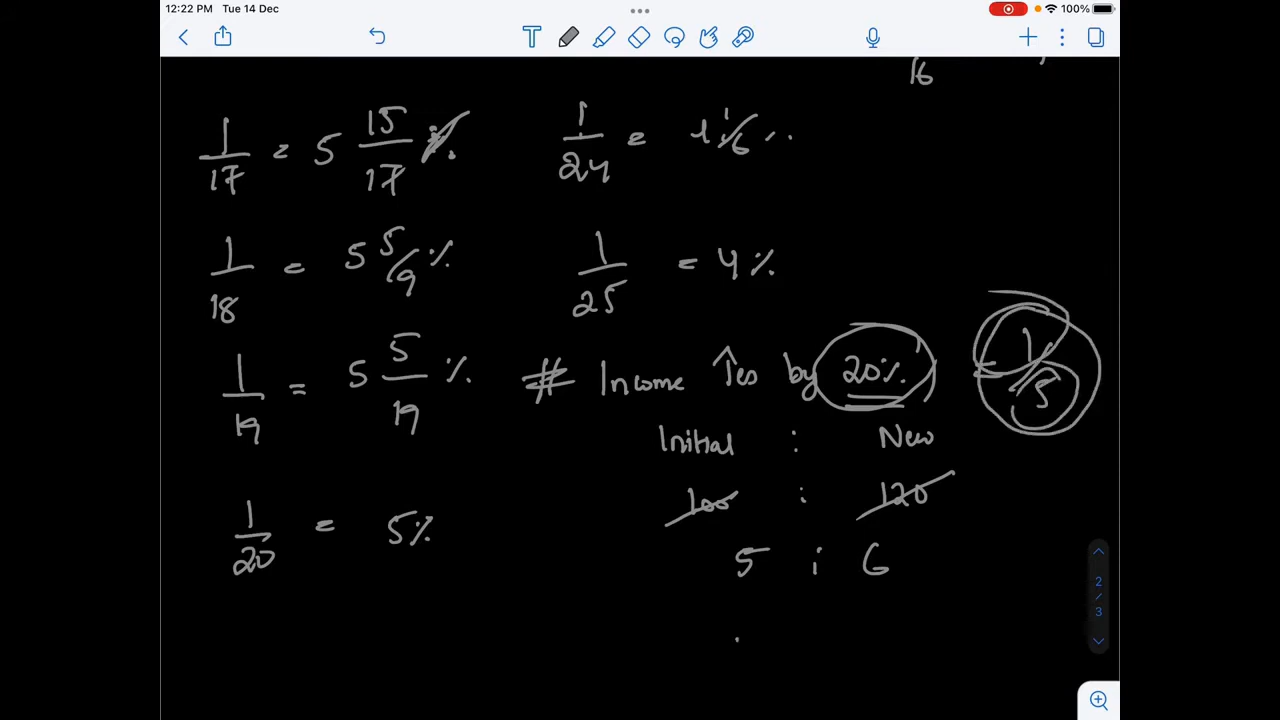 12:22 PM Tue 14 Dec
100%
16
1/17 = 5 15/17 %
1/24 = 4 1/6 %
1/18 = 5 5/9 %
1/25 = 4 %
1/19 = 5 5/19 %
# Income ↑es by 20% = 1/5
Initial : New
100 : 120
1/20 = 5%
5 : 6
2
/
3